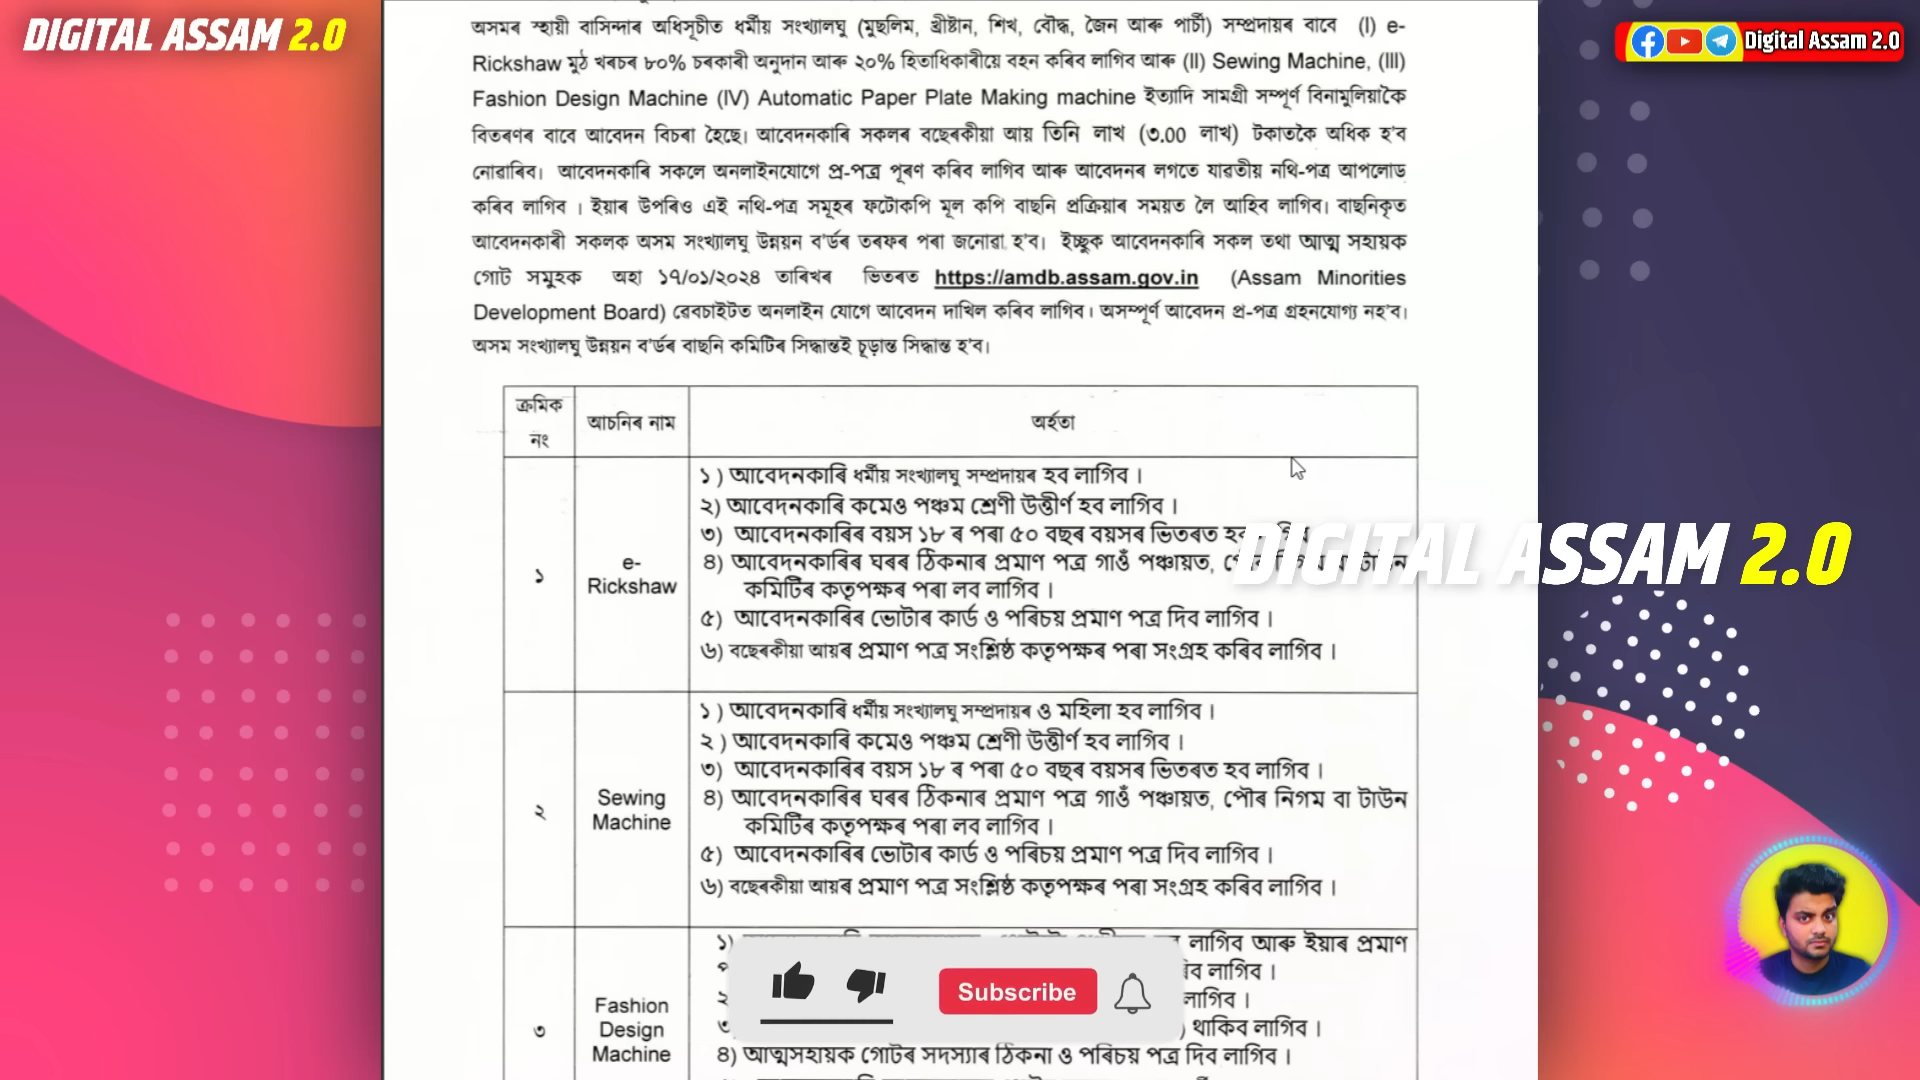 DIGITAL ASSAM 2.0
Digital Assam 2.0
অসমৰ স্হায়ী বাসিন্দাৰ অধিসূচীত ধৰ্মীয় সংখ্যালঘু (মুছলিম, খ্ৰীষ্টান, শিখ, বৌদ্ধ, জৈন আৰু পাৰ্চী) সম্প্ৰদায়ৰ বাবে (I) e-
Rickshaw মুঠ খৰচৰ ৮০% চৰকাৰী অনুদান আৰু ২০% হিতাধিকাৰীয়ে বহন কৰিব লাগিব আৰু (II) Sewing Machine, (III)
Fashion Design Machine (IV) Automatic Paper Plate Making machine ইত্যাদি সামগ্ৰী সম্পূৰ্ণ বিনামুলিয়াকৈ
বিতৰণৰ বাবে আবেদন বিচৰা হৈছে। আবেদনকাৰি সকলৰ বছেৰকীয়া আয় তিনি লাখ (৩.00 লাখ) টকাতকৈ অধিক হ'ব
নোৱাৰিব। আবেদনকাৰি সকলে অনলাইনযোগে প্ৰ-পত্ৰ পূৰণ কৰিব লাগিব আৰু আবেদনৰ লগতে যাৱতীয় নথি-পত্ৰ আপলোড
কৰিব লাগিব । ইয়াৰ উপৰিও এই নথি-পত্ৰ সমূহৰ ফটোকপি মূল কপি বাছনি প্ৰক্ৰিয়াৰ সময়ত লৈ আহিব লাগিব। বাছনিকৃত
আবেদনকাৰী সকলক অসম সংখ্যালঘু উন্নয়ন ব'ৰ্ডৰ তৰফৰ পৰা জনোৱা হ'ব। ইচ্ছুক আবেদনকাৰি সকল তথা আত্ম সহায়ক
গোট সমুহক অহা ১৭/০১/২০২৪ তাৰিখৰ ভিতৰত https://amdb.assam.gov.in (Assam Minorities
Development Board) ৱেবচাইটত অনলাইন যোগে আবেদন দাখিল কৰিব লাগিব। অসম্পূৰ্ণ আবেদন প্ৰ-পত্ৰ গ্ৰহনযোগ্য নহ'ব।
অসম সংখ্যালঘু উন্নয়ন ব'ৰ্ডৰ বাছনি কমিটিৰ সিদ্ধান্তই চূড়ান্ত সিদ্ধান্ত হ'ব।
ক্ৰমিক
নং
আচনিৰ নাম
অৰ্হতা
১
e-
Rickshaw
১ ) আবেদনকাৰি ধৰ্মীয় সংখ্যালঘু সম্প্ৰদায়ৰ হব লাগিব ।
২) আবেদনকাৰি কমেও পঞ্চম শ্ৰেণী উত্তীৰ্ণ হব লাগিব ।
৩) আবেদনকাৰিৰ বয়স ১৮ ৰ পৰা ৫০ বছৰ বয়সৰ ভিতৰত হব
৪) আবেদনকাৰিৰ ঘৰৰ ঠিকনাৰ প্ৰমাণ পত্ৰ গাওঁ পঞ্চায়ত,
কমিটিৰ কতৃপক্ষৰ পৰা লব লাগিব ।
৫) আবেদনকাৰিৰ ভোটাৰ কাৰ্ড ও পৰিচয় প্ৰমাণ পত্ৰ দিব লাগিব ।
৬) বছেৰকীয়া আয়ৰ প্ৰমাণ পত্ৰ সংশ্লিষ্ঠ কতৃপক্ষৰ পৰা সংগ্ৰহ কৰিব লাগিব ।
DIGITAL ASSAM 2.0
২
Sewing
Machine
১ ) আবেদনকাৰি ধৰ্মীয় সংখ্যালঘু সম্প্ৰদায়ৰ ও মহিলা হব লাগিব ।
২ ) আবেদনকাৰি কমেও পঞ্চম শ্ৰেণী উত্তীৰ্ণ হব লাগিব ।
৩) আবেদনকাৰিৰ বয়স ১৮ ৰ পৰা ৫০ বছৰ বয়সৰ ভিতৰত হব লাগিব ।
৪) আবেদনকাৰিৰ ঘৰৰ ঠিকনাৰ প্ৰমাণ পত্ৰ গাওঁ পঞ্চায়ত, পৌৰ নিগম বা টাউন
কমিটিৰ কতৃপক্ষৰ পৰা লব লাগিব ।
৫) আবেদনকাৰিৰ ভোটাৰ কাৰ্ড ও পৰিচয় প্ৰমাণ পত্ৰ দিব লাগিব ।
৬) বছেৰকীয়া আয়ৰ প্ৰমাণ পত্ৰ সংশ্লিষ্ঠ কতৃপক্ষৰ পৰা সংগ্ৰহ কৰিব লাগিব ।
৩
Fashion
Design
Machine
১) লাগিব আৰু ইয়াৰ প্ৰমাণ
লাগিব ।
২ লাগিব ।
৩ থাকিব লাগিব ।
৪) আত্মসহায়ক গোটৰ সদস্যাৰ ঠিকনা ও পৰিচয় পত্ৰ দিব লাগিব ।
Subscribe